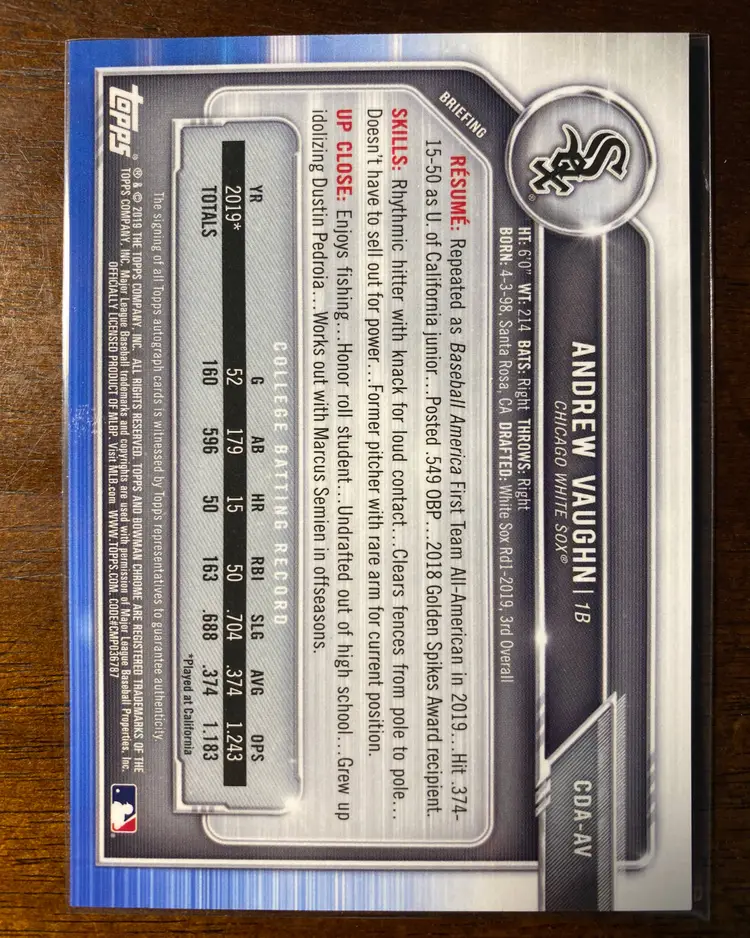 CDA-AV
ANDREW VAUGHN | 1B
CHICAGO WHITE SOX®
Sox
®
HT: 6'0" WT: 214 BATS: Right THROWS: Right
BORN: 4-3-98, Santa Rosa, CA DRAFTED: White Sox Rd1-2019, 3rd Overall
BRIEFING
RÉSUMÉ: Repeated as Baseball America First Team All-American in 2019...Hit .374-
15-50 as U. of California junior...Posted .549 OBP...2018 Golden Spikes Award recipient.
SKILLS: Rhythmic hitter with knack for loud contact...Clears fences from pole to pole...
Doesn't have to sell out for power...Former pitcher with rare arm for current position.
UP CLOSE: Enjoys fishing...Honor roll student...Undrafted out of high school...Grew up
idolizing Dustin Pedroia...Works out with Marcus Semien in offseasons.
COLLEGE BATTING RECORD
YR G AB HR RBI SLG AVG OPS
2019* 52 179 15 50 .704 .374 1.243
TOTALS 160 596 50 163 .688 .374 1.183
*Played at California
The signing of all Topps autograph cards is witnessed by Topps representatives to guarantee authenticity.
topps®
® & © 2019 THE TOPPS COMPANY, INC. ALL RIGHTS RESERVED. TOPPS AND BOWMAN CHROME ARE REGISTERED TRADEMARKS OF THE
TOPPS COMPANY, INC. Major League Baseball trademarks and copyrights are used with permission of Major League Baseball Properties, Inc.
OFFICIALLY LICENSED PRODUCT OF MLBP. Visit MLB.com WWW.TOPPS.COM. CODE#CMP036787